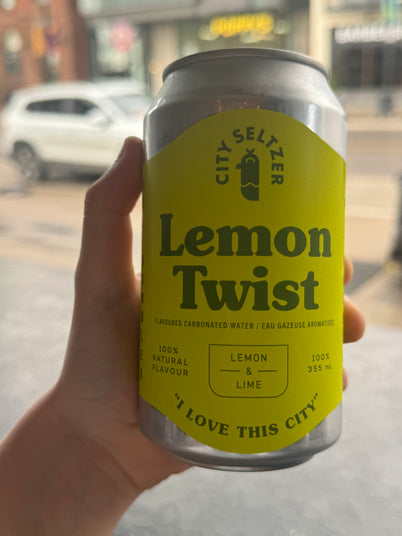 CITY SELTZER
Lemon
Twist
FLAVOURED CARBONATED WATER / EAU GAZEUSE AROMATISÉE
100%
NATURAL
FLAVOUR
LEMON
&
LIME
100%
355 mL
"I LOVE THIS CITY"